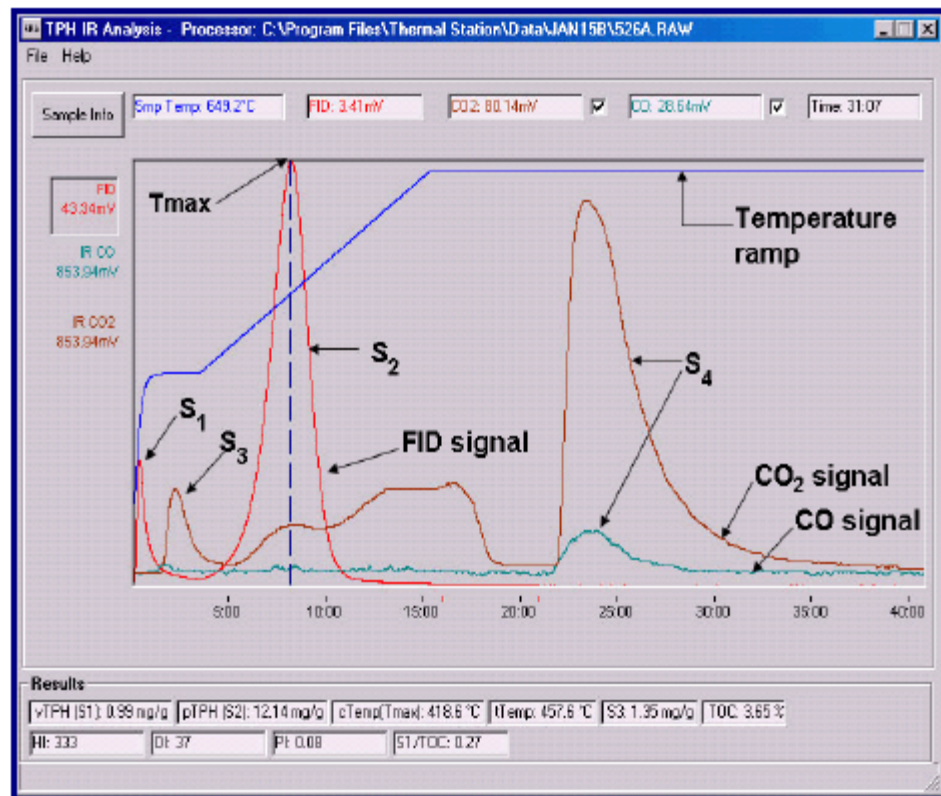 TPH IR Analysis - Processor: C:\Program Files\Thermal Station\Data\JAN15B\526A.RAW
File Help
Sample Info
Smp Temp: 649.2°C
FID: 3.41mV
CO2: 80.14mV
CO: 28.64mV
Time: 31:07
FID
43.34mV
IR CO
853.94mV
IR CO2
853.94mV
Tmax
Temperature
ramp
S1
S3
S2
S4
FID signal
CO2 signal
CO signal
5:00 10:00 15:00 20:00 25:00 30:00 35:00 40:00
Results
vTPH (S1): 0.99 mg/g pTPH (S2): 12.14 mg/g cTemp(Tmax): 418.6 °C tTemp: 457.6 °C S3: 1.35 mg/g TOC: 3.65 %
HI: 333 OI: 37 PI: 0.08 S1/TOC: 0.27